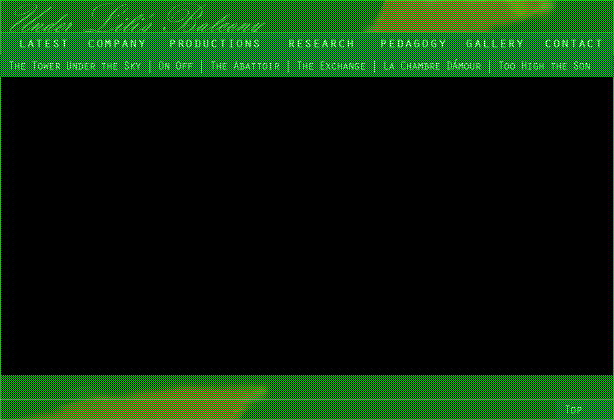 Under Lili's Balcony
LATEST COMPANY PRODUCTIONS RESEARCH PEDAGOGY GALLERY CONTACT
The Tower Under the Sky | On Off | The Abattoir | The Exchange | La Chambre DÁmour | Too High the Son
Top